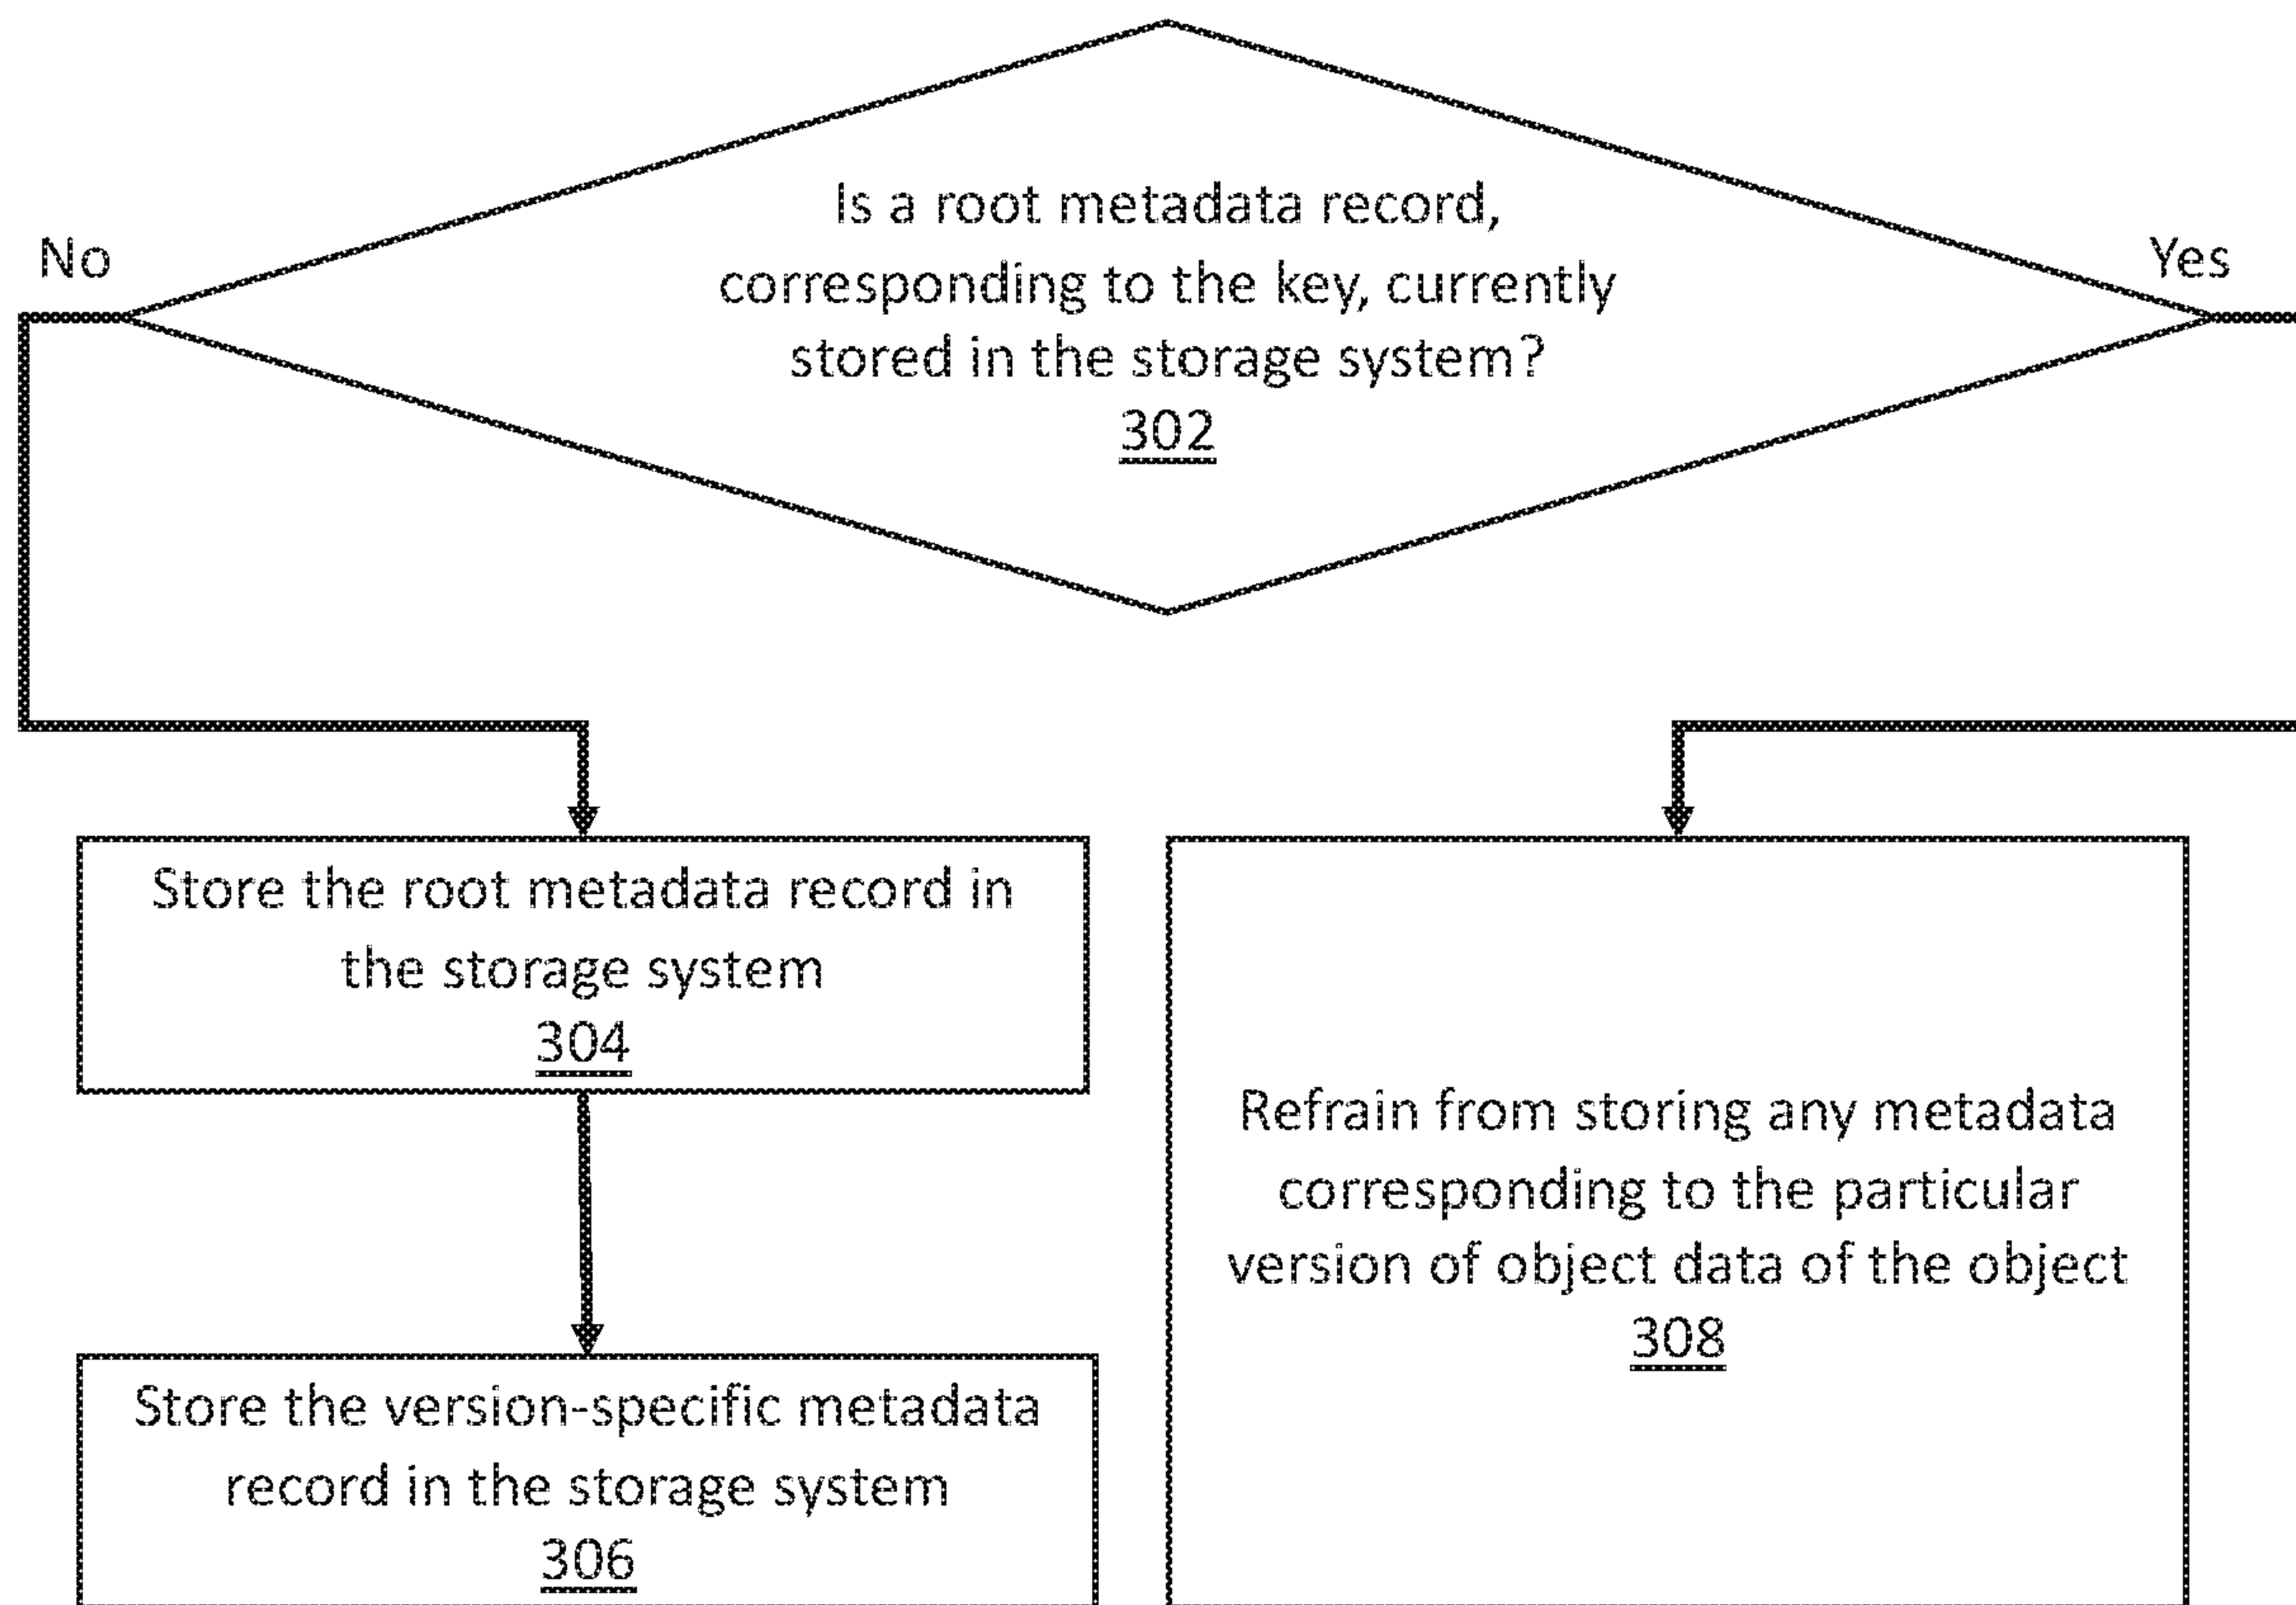 Is a root metadata record,
corresponding to the key, currently
stored in the storage system?
302
No
Yes
Store the root metadata record in
the storage system
304
Store the version-specific metadata
record in the storage system
306
Refrain from storing any metadata
corresponding to the particular
version of object data of the object
308